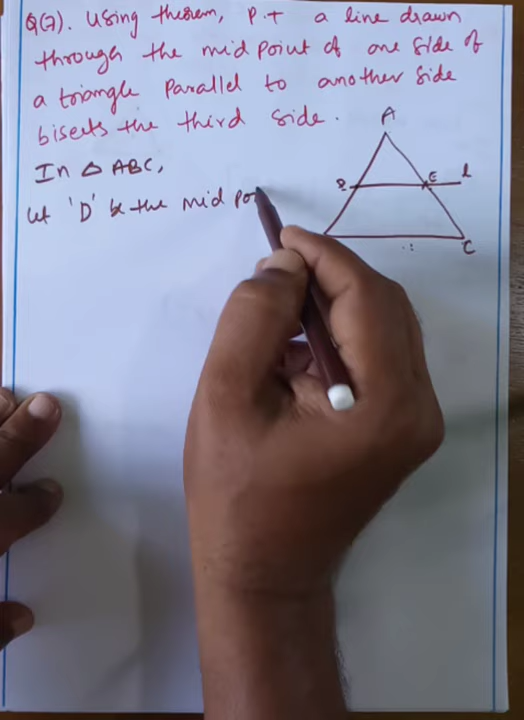 Q(7). Using theorem, P.T a line drawn
through the mid point of one side of
a triangle Parallel to another side
bisects the third side.
A
In △ ABC,
D E l
let 'D' be the mid po
C